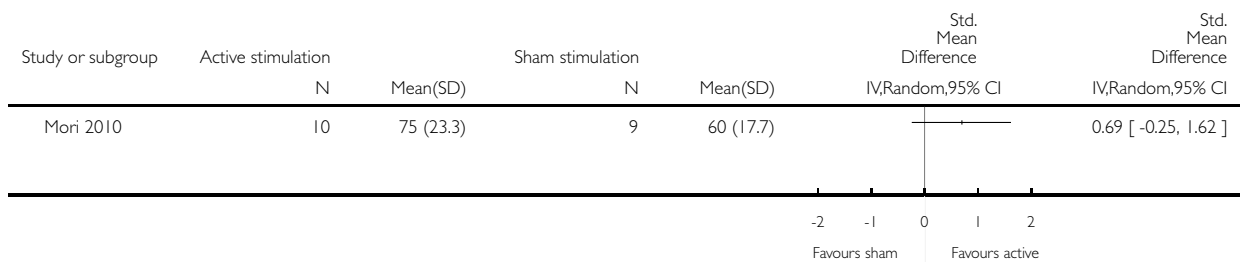 Std. Std.
Mean Mean
Study or subgroup Active stimulation Sham stimulation Difference Difference
N Mean(SD) N Mean(SD) IV,Random,95% CI IV,Random,95% CI
Mori 2010 10 75 (23.3) 9 60 (17.7) 0.69 [ -0.25, 1.62 ]
-2 -1 0 1 2
Favours sham Favours active